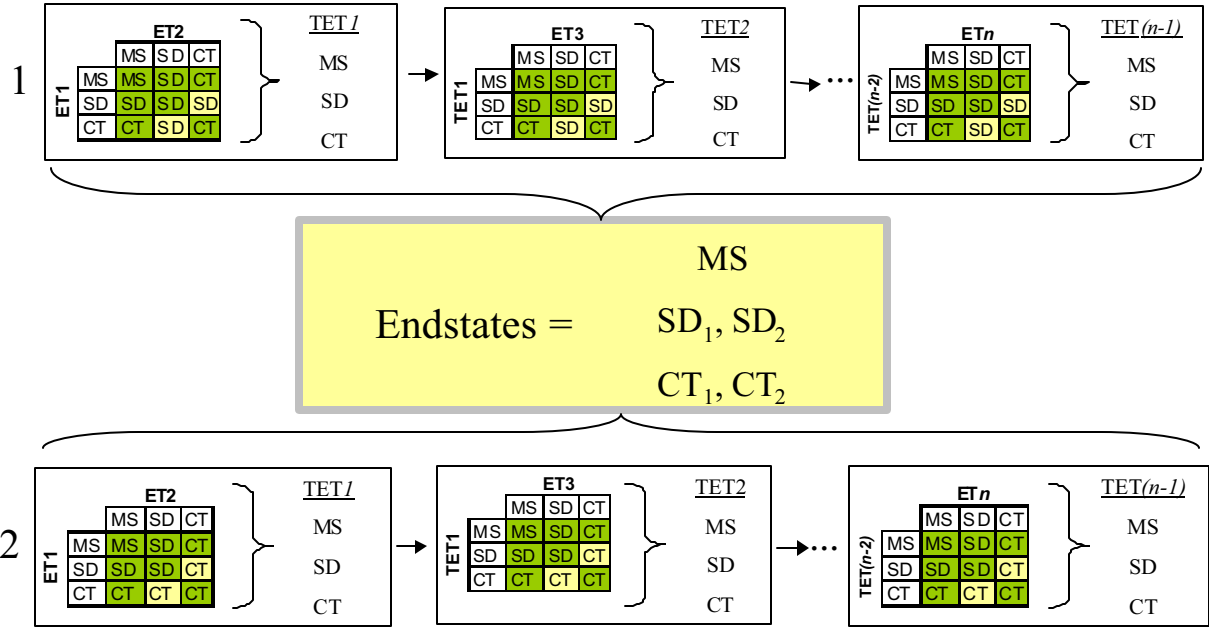 1
ET2
MS SD CT
ET1
MS MS SD CT
SD SD SD SD
CT CT SD CT
TET1
MS
SD
CT
ET3
MS SD CT
TET1
MS MS SD CT
SD SD SD SD
CT CT SD CT
TET2
MS
SD
CT
...
ETn
MS SD CT
TET(n-2)
MS MS SD CT
SD SD SD SD
CT CT SD CT
TET(n-1)
MS
SD
CT
Endstates =
MS
SD1, SD2
CT1, CT2
2
ET2
MS SD CT
ET1
MS MS SD CT
SD SD SD CT
CT CT CT CT
TET1
MS
SD
CT
ET3
MS SD CT
TET1
MS MS SD CT
SD SD SD CT
CT CT CT CT
TET2
MS
SD
CT
...
ETn
MS SD CT
TET(n-2)
MS MS SD CT
SD SD SD CT
CT CT CT CT
TET(n-1)
MS
SD
CT